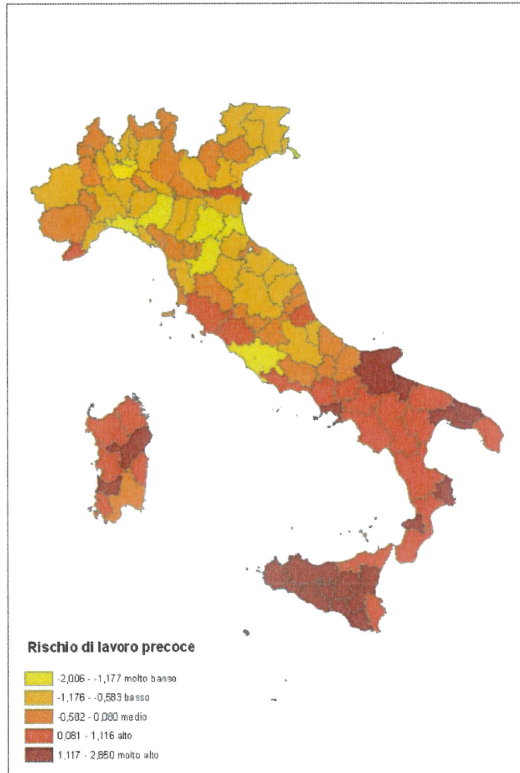 Rischio di lavoro precoce
-2,006 - -1,177 molto basso
-1,176 - -0,583 basso
-0,582 - 0,080 medio
0,081 - 1,116 alto
1,117 - 2,850 molto alto